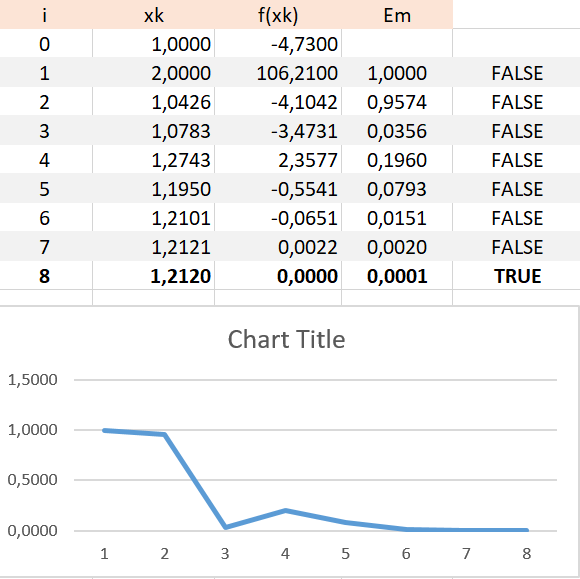 i xk f(xk) Em
0 1,0000 -4,7300
1 2,0000 106,2100 1,0000 FALSE
2 1,0426 -4,1042 0,9574 FALSE
3 1,0783 -3,4731 0,0356 FALSE
4 1,2743 2,3577 0,1960 FALSE
5 1,1950 -0,5541 0,0793 FALSE
6 1,2101 -0,0651 0,0151 FALSE
7 1,2121 0,0022 0,0020 FALSE
8 1,2120 0,0000 0,0001 TRUE
Chart Title
1,5000
1,0000
0,5000
0,0000
1 2 3 4 5 6 7 8